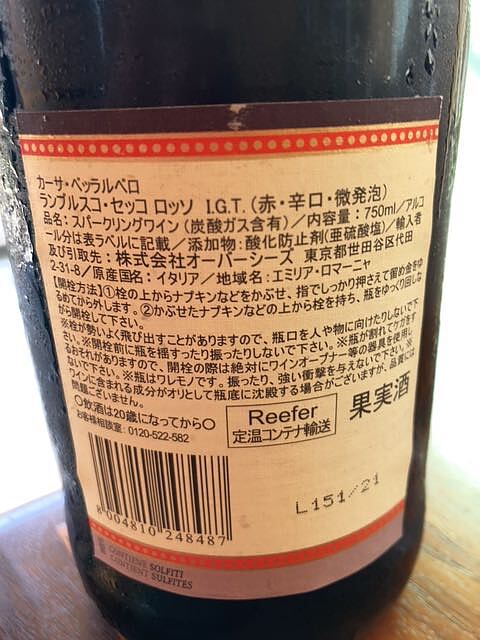 カーサ・ベッラルベロ
ランブルスコ・セッコ ロッソ I.G.T. (赤・辛口・微発泡)
品名：スパークリングワイン（炭酸ガス含有）／内容量：750ml／アルコ
ール分は表ラベルに記載／添加物：酸化防止剤(亜硫酸塩)／輸入者
及び引取先：株式会社オーバーシーズ 東京都世田谷区代田
2-31-8／原産国名：イタリア／地域名：エミリア・ロマーニャ
【開栓方法】①栓の上からナプキンなどをかぶせ、指でしっかり押さえて留め金をゆ
るめてから外します。②かぶせたナプキンなどの上から栓を持ち、瓶をゆっくり回しな
がら開栓して下さい。
※栓が勢いよく飛び出すことがありますので、瓶口を人や物に向けたりしないで下
さい。※開栓前に瓶を揺すったり振ったりしないで下さい。※瓶が割れてケガをす
るおそれがありますので、開栓の際は絶対にワインオープナー等の器具を使用し
ないで下さい。※瓶はワレモノです。振ったり、強い衝撃を与えないで下さい。※
ワインに含まれる成分がオリとして瓶底に沈殿する場合がございますが、品質には
問題ございません。
〇飲酒は20歳になってから〇
お客様相談室：0120-522-582
Reefer
定温コンテナ輸送
果実酒
L151/21
8 004810 248487
CONTIENE SOLFITI
CONTIENT SULFITES